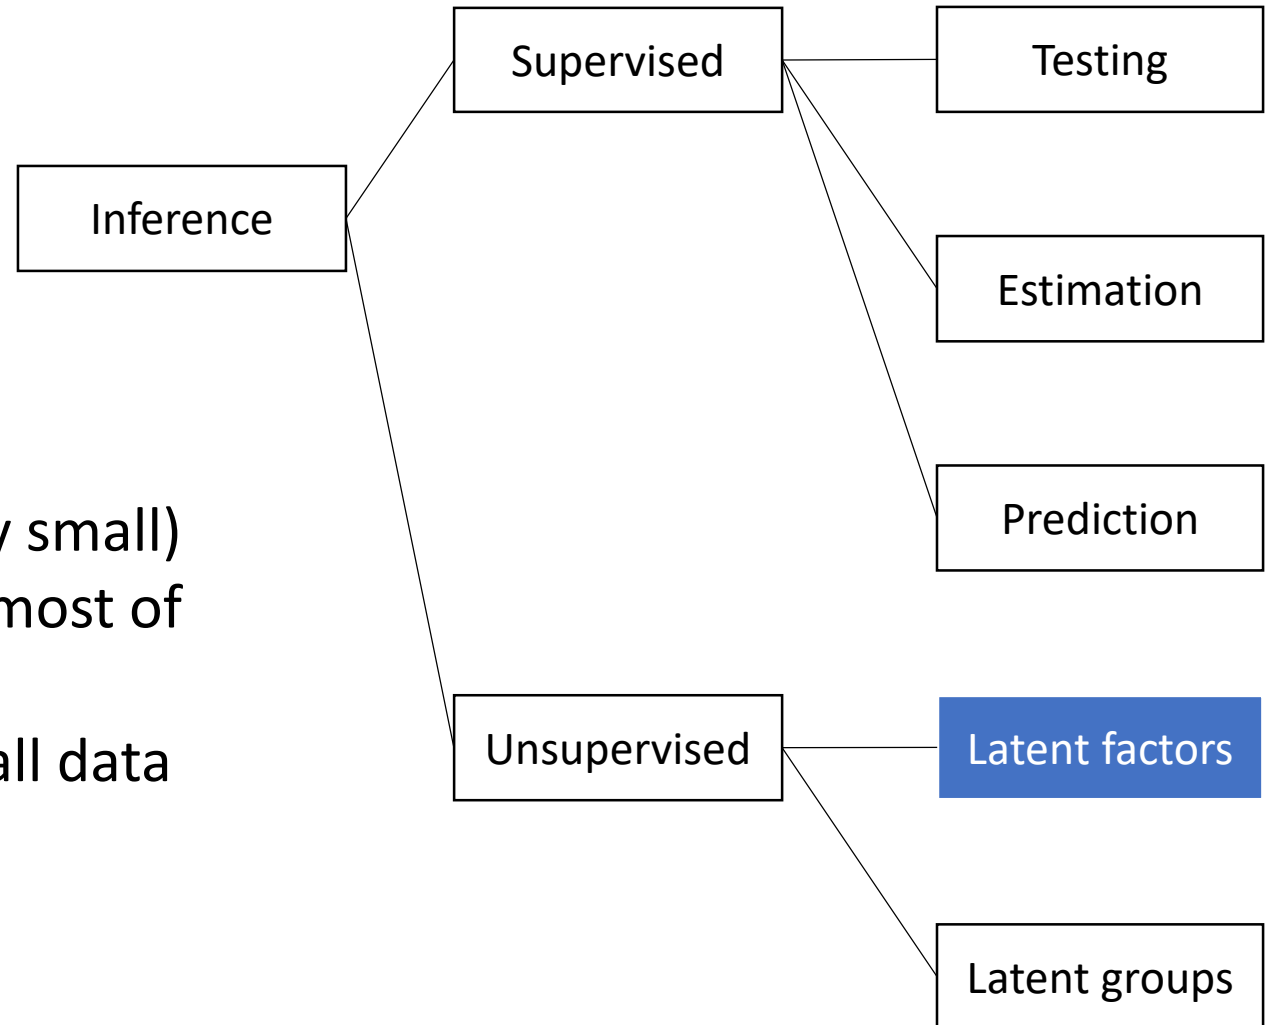 Supervised
Testing
Inference
Estimation
Prediction
small)
most of
Unsupervised
Latent factors
all data
Latent groups